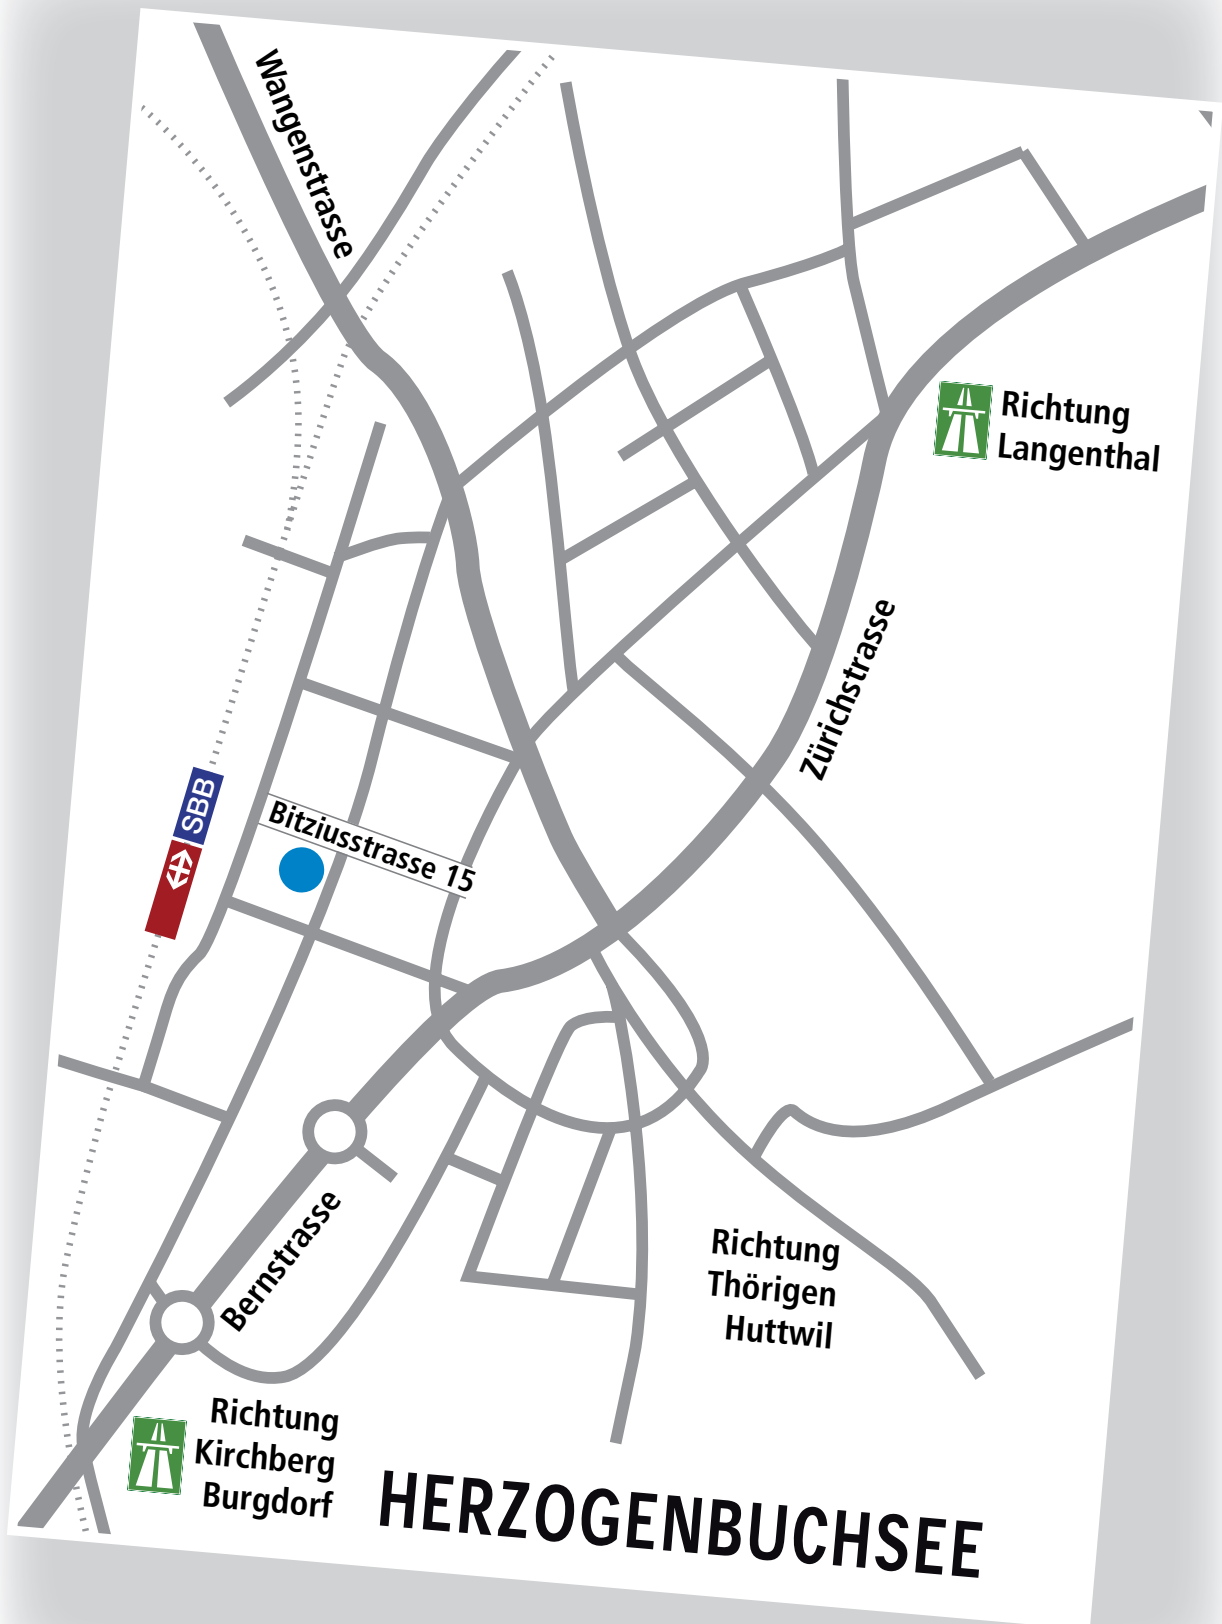 Wangenstrasse
Richtung
Langenthal
Zürichstrasse
SBB
Bitziusstrasse 15
Bernstrasse
Richtung
Thörigen
Huttwil
Richtung
Kirchberg
Burgdorf
HERZOGENBUCHSEE